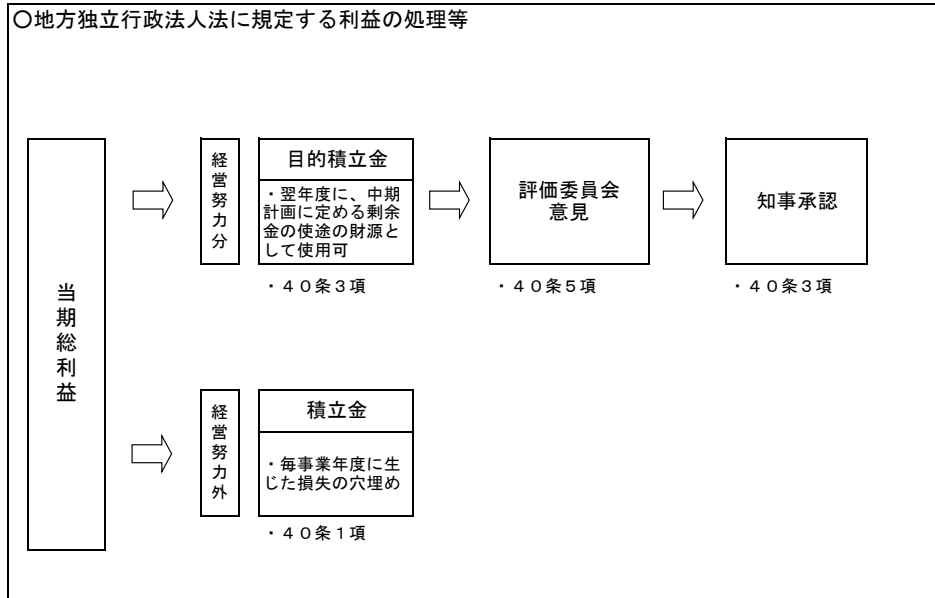 〇地方独立行政法人法に規定する利益の処理等
当期総利益
経営努力分
目的積立金
・翌年度に、中期
計画に定める剰余
金の使途の財源と
して使用可
・４０条３項
評価委員会
意見
・４０条５項
知事承認
・４０条３項
経営努力外
積立金
・毎事業年度に生
じた損失の穴埋め
・４０条１項